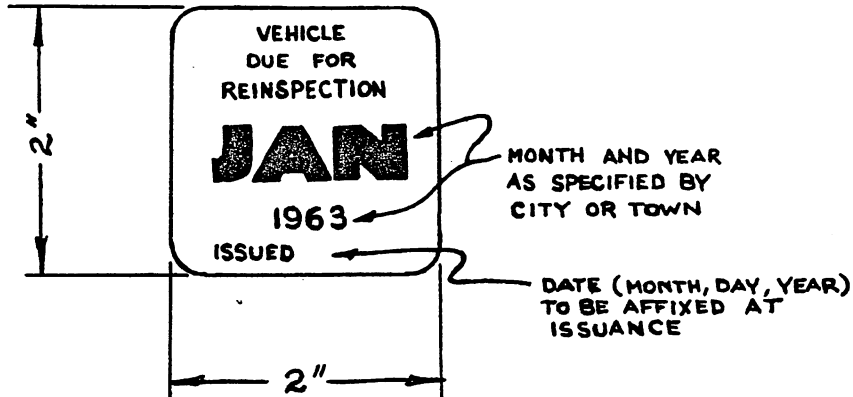 VEHICLE
DUE FOR
REINSPECTION
JAN
1963
ISSUED
2"
2"
MONTH AND YEAR
AS SPECIFIED BY
CITY OR TOWN
DATE (MONTH, DAY, YEAR)
TO BE AFFIXED AT
ISSUANCE